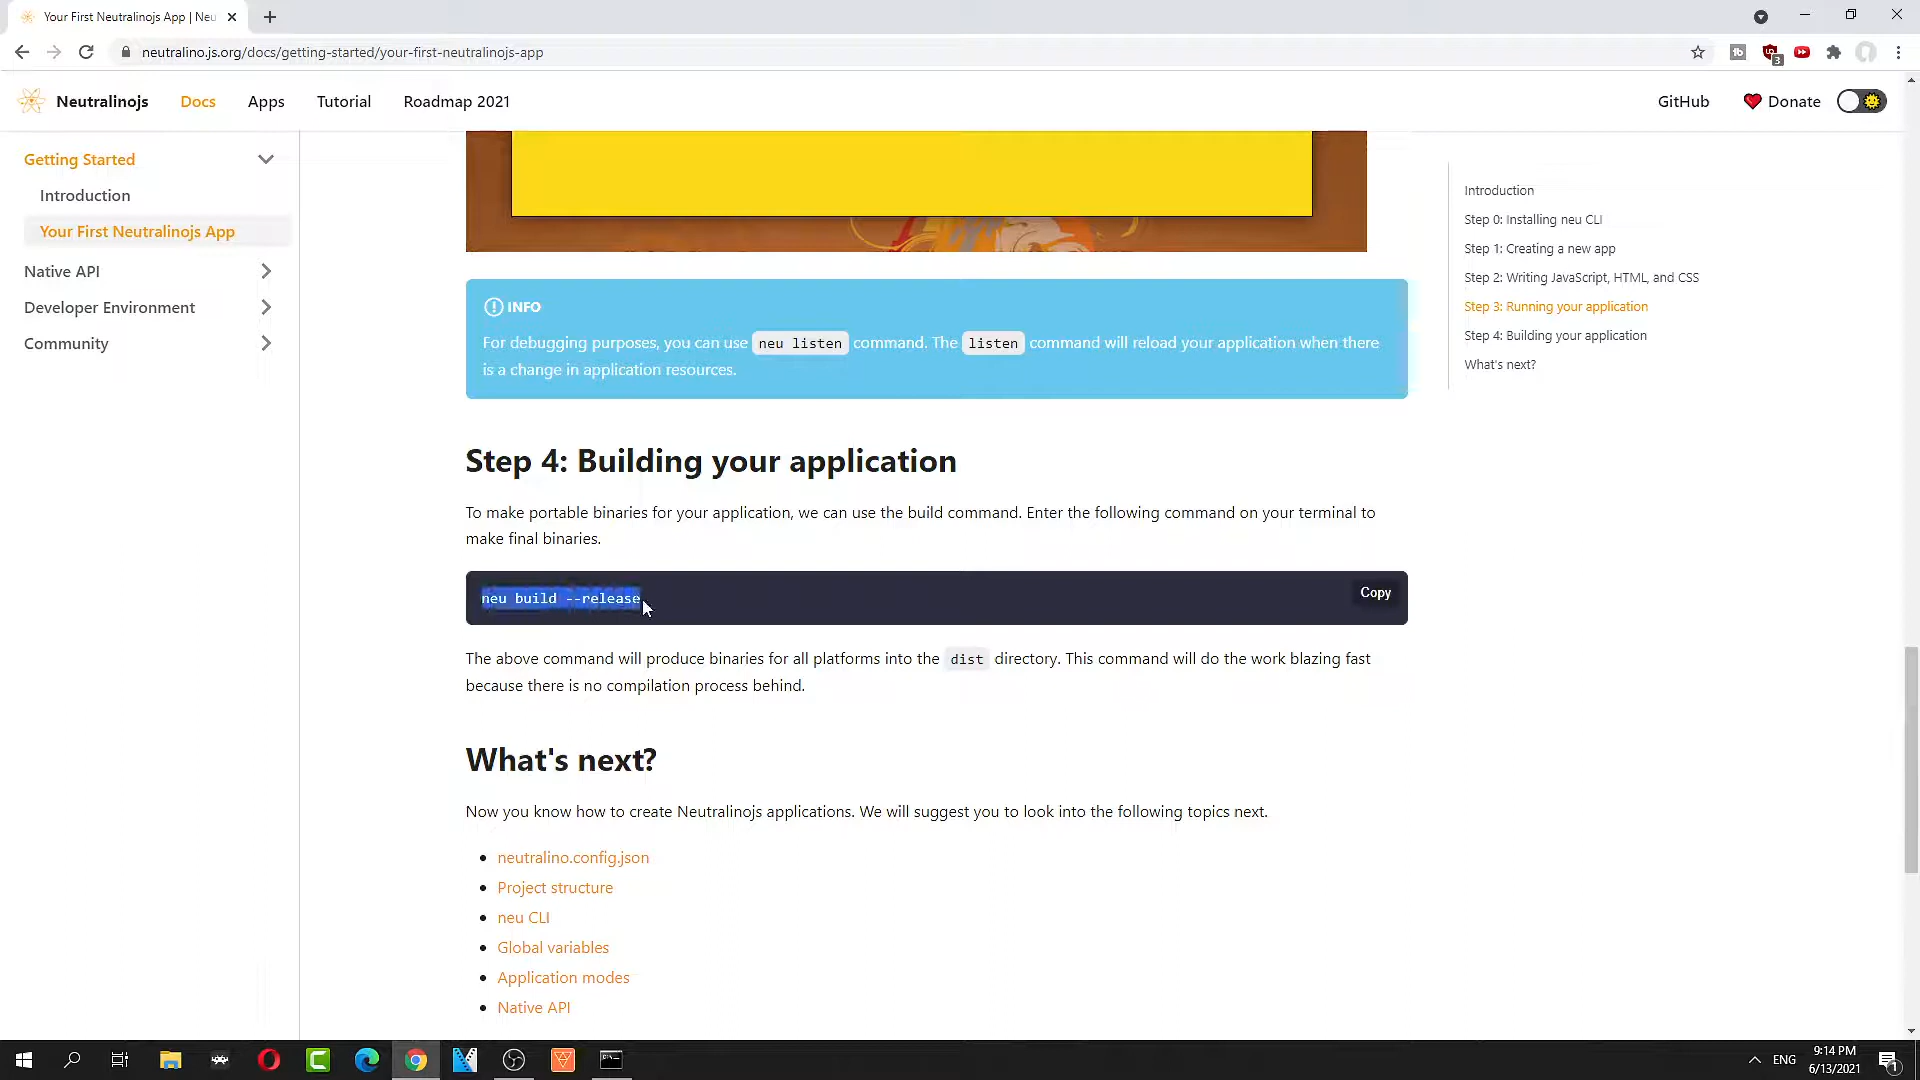 Your First Neutralinojs App | Neu
neutralino.js.org/docs/getting-started/your-first-neutralinojs-app
3
Neutralinojs
Docs
Apps
Tutorial
Roadmap 2021
GitHub
Donate
Getting Started
Introduction
Your First Neutralinojs App
Native API
Developer Environment
Community
INFO
For debugging purposes, you can use neu listen command. The listen command will reload your application when there
is a change in application resources.
Step 4: Building your application
To make portable binaries for your application, we can use the build command. Enter the following command on your terminal to
make final binaries.
neu build --release
Copy
The above command will produce binaries for all platforms into the dist directory. This command will do the work blazing fast
because there is no compilation process behind.
What's next?
Now you know how to create Neutralinojs applications. We will suggest you to look into the following topics next.
neutralino.config.json
Project structure
neu CLI
Global variables
Application modes
Native API
Introduction
Step 0: Installing neu CLI
Step 1: Creating a new app
Step 2: Writing JavaScript, HTML, and CSS
Step 3: Running your application
Step 4: Building your application
What's next?
ENG
9:14 PM
6/13/2021
1